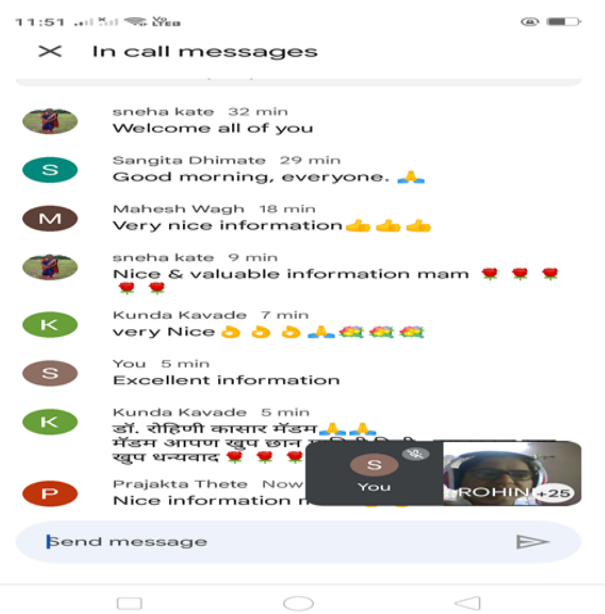 11:51 Vo LTE
In call messages
sneha kate 32 min
Welcome all of you
Sangita Dhimate 29 min
S
Good morning, everyone. 🙏
Mahesh Wagh 18 min
M
Very nice information👍👍👍
sneha kate 9 min
Nice & valuable information mam 🌹🌹🌹
🌹🌹
Kunda Kavade 7 min
K
very Nice👌👌👌🙏💐💐💐
You 5 min
S
Excellent information
Kunda Kavade 5 min
K
डॉ. रोहिणी कासार मॅडम🙏🙏
मॅडम आपण खुप छान
खुप धन्यवाद🌹🌹🌹
S
You
ROHIN
+25
Prajakta Thete Now
P
Nice information
Send message